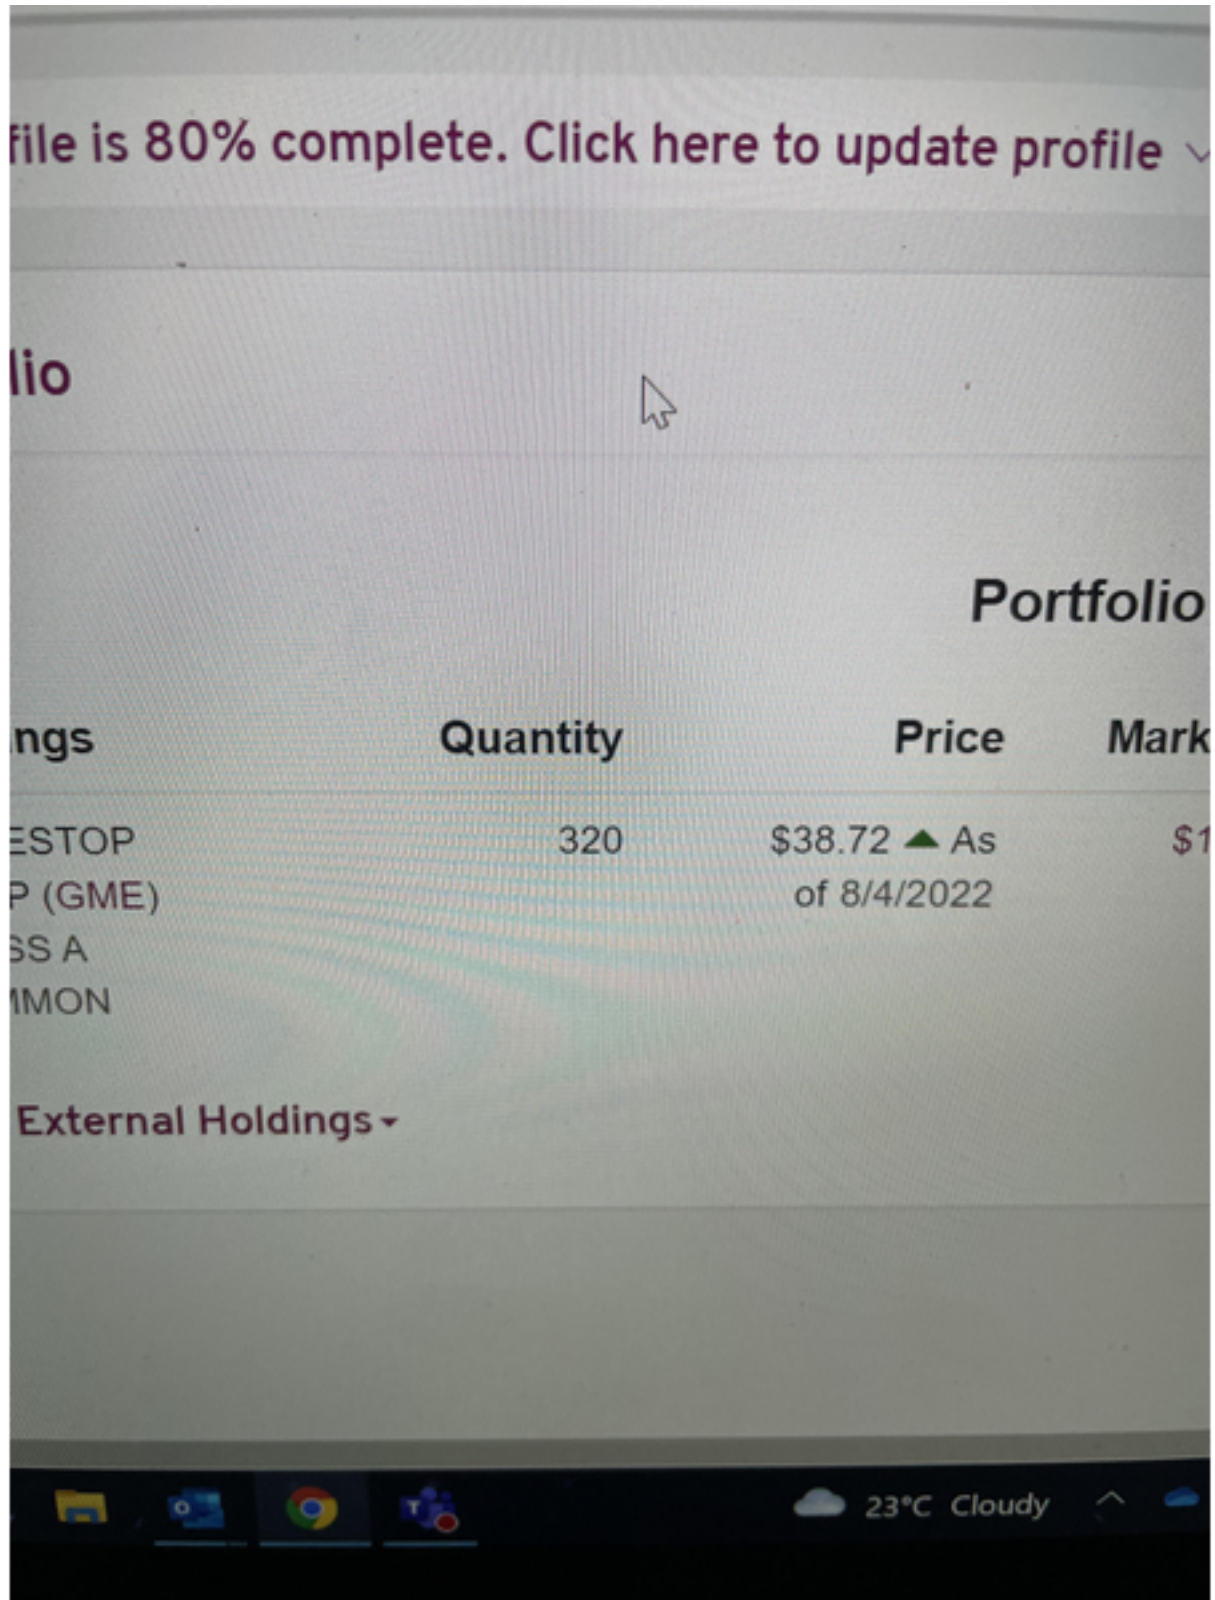 file is 80% complete. Click here to update profile
lio
Portfolio
ngs Quantity Price Mark
ESTOP 320 $38.72 ▲ As $1
P (GME) of 8/4/2022
SS A
MMON
External Holdings
23°C Cloudy